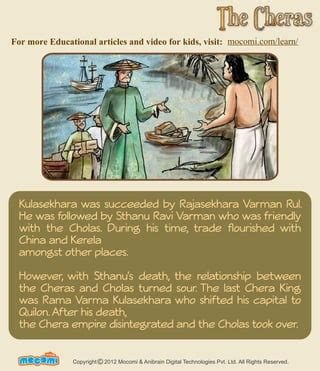 The Cheras
For more Educational articles and video for kids, visit: mocomi.com/learn/
Kulasekhara was succeeded by Rajasekhara Varman Rul.
He was followed by Sthanu Ravi Varman who was friendly
with the Cholas. During his time, trade flourished with
China and Kerela
amongst other places.
However, with Sthanu's death, the relationship between
the Cheras and Cholas turned sour. The last Chera King
was Rama Varma Kulasekhara who shifted his capital to
Quilon. After his death,
the Chera empire disintegrated and the Cholas took over.
mocomi Copyright © 2012 Mocomi & Anibrain Digital Technologies Pvt. Ltd. All Rights Reserved.